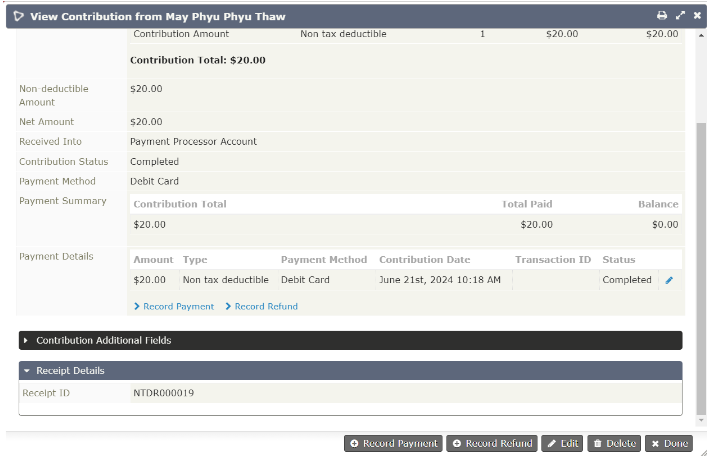 View Contribution from May Phyu Phyu Thaw
Contribution Amount Non tax deductible 1 $20.00 $20.00
Contribution Total: $20.00
Non-deductible Amount $20.00
Net Amount $20.00
Received Into Payment Processor Account
Contribution Status Completed
Payment Method Debit Card
Payment Summary Contribution Total Total Paid Balance
$20.00 $20.00 $0.00
Payment Details Amount Type Payment Method Contribution Date Transaction ID Status
$20.00 Non tax deductible Debit Card June 21st, 2024 10:18 AM Completed
Record Payment Record Refund
Contribution Additional Fields
Receipt Details
Receipt ID NTDR000019
Record Payment Record Refund Edit Delete Done